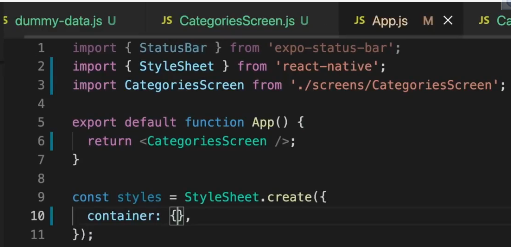 dummy-data.js U JS CategoriesScreen.js U JS App.js M × JS Ca
1 import { StatusBar } from 'expo-status-bar';
2 import { StyleSheet } from 'react-native';
3 import CategoriesScreen from './screens/CategoriesScreen';
4
5 export default function App() {
6 return <CategoriesScreen />;
7 }
8
9 const styles = StyleSheet.create({
10 container: {},
11 });